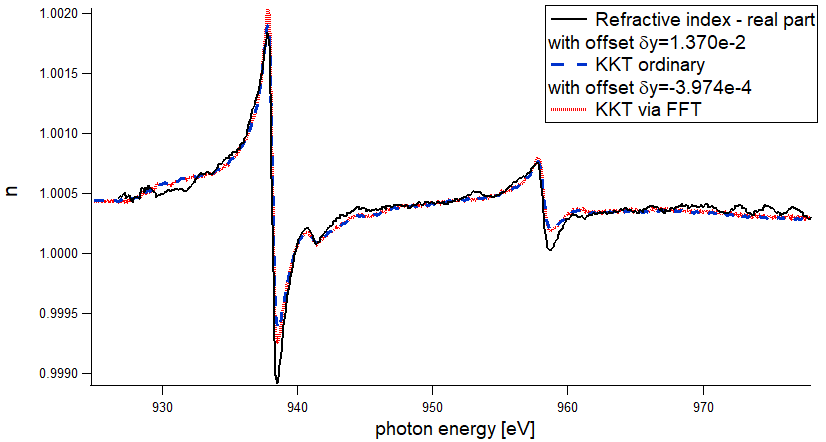 1.0020
1.0015
1.0010
1.0005
1.0000
0.9995
0.9990
n
930
940
950
960
970
photon energy [eV]
Refractive index - real part
with offset δy=1.370e-2
KKT ordinary
with offset δy=-3.974e-4
KKT via FFT